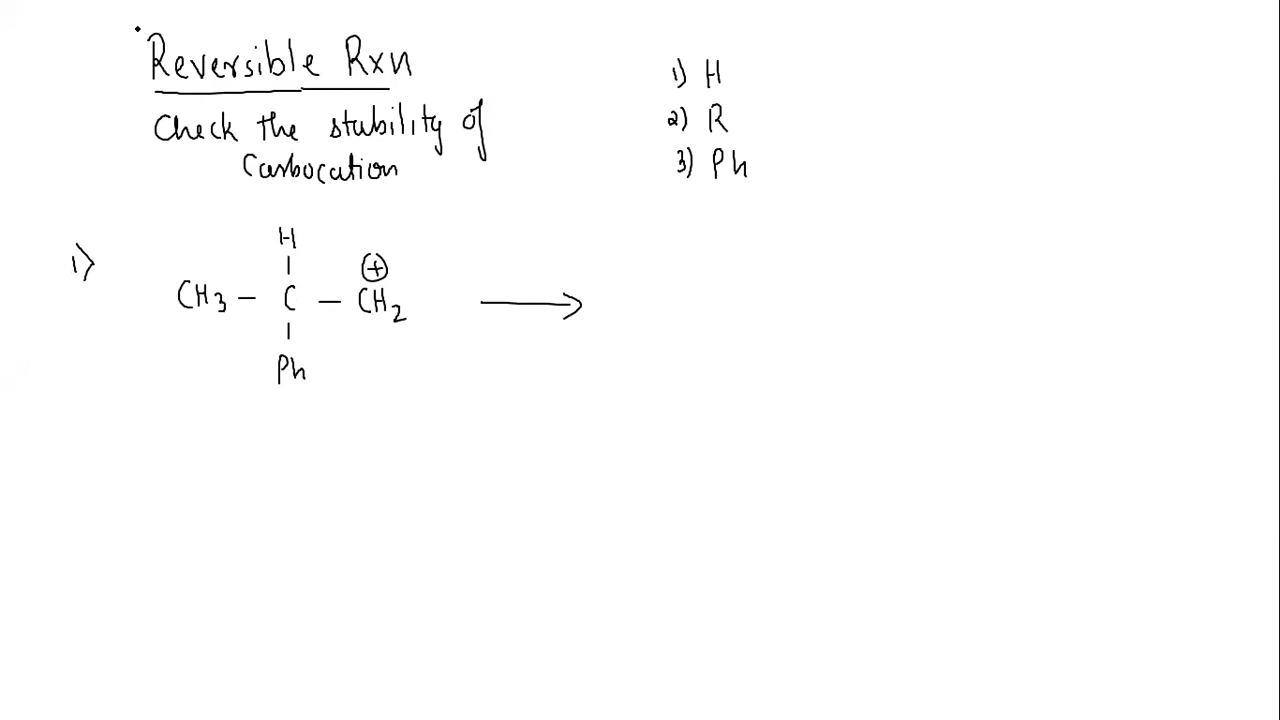 Reversible Rxn
Check the stability of
Carbocation
1) H
2) R
3) Ph
1)
H
CH3 - C - CH2 ⊕ →
Ph